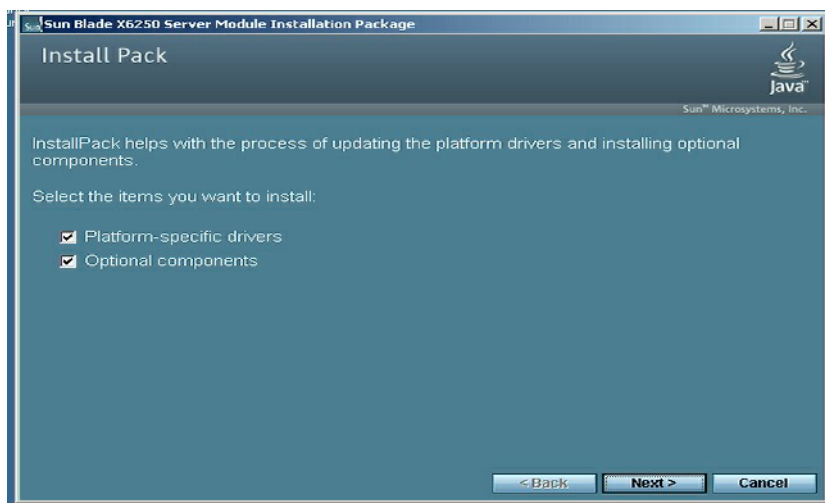 Sun Blade X6250 Server Module Installation Package
Install Pack
Java™
Sun™ Microsystems, Inc.
InstallPack helps with the process of updating the platform drivers and installing optional
components.
Select the items you want to install:
Platform-specific drivers
Optional components
< Back
Next >
Cancel